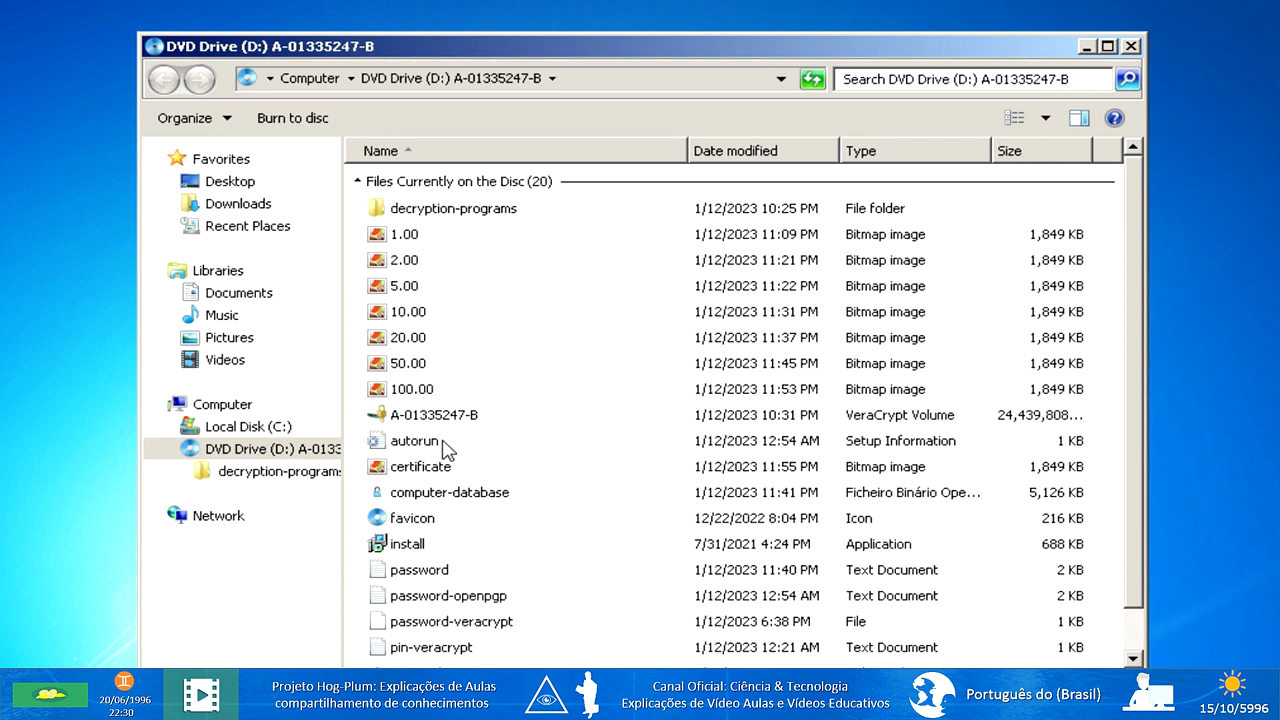 DVD Drive (D:) A-01335247-B
Computer DVD Drive (D:) A-01335247-B
Search DVD Drive (D:) A-01335247-B
Organize Burn to disc
Favorites
Desktop
Downloads
Recent Places
Libraries
Documents
Music
Pictures
Videos
Computer
Local Disk (C:)
DVD Drive (D:) A-0133
decryption-programs
Network
Name Date modified Type Size
Files Currently on the Disc (20)
decryption-programs 1/12/2023 10:25 PM File folder
1.00 1/12/2023 11:09 PM Bitmap image 1,849 KB
2.00 1/12/2023 11:21 PM Bitmap image 1,849 KB
5.00 1/12/2023 11:22 PM Bitmap image 1,849 KB
10.00 1/12/2023 11:31 PM Bitmap image 1,849 KB
20.00 1/12/2023 11:37 PM Bitmap image 1,849 KB
50.00 1/12/2023 11:45 PM Bitmap image 1,849 KB
100.00 1/12/2023 11:53 PM Bitmap image 1,849 KB
A-01335247-B 1/12/2023 10:31 PM VeraCrypt Volume 24,439,808...
autorun 1/12/2023 12:54 AM Setup Information 1 KB
certificate 1/12/2023 11:55 PM Bitmap image 1,849 KB
computer-database 1/12/2023 11:41 PM Ficheiro Binário Ope... 5,126 KB
favicon 12/22/2022 8:04 PM Icon 216 KB
install 7/31/2021 4:24 PM Application 688 KB
password 1/12/2023 11:40 PM Text Document 2 KB
password-openpgp 1/12/2023 12:54 AM Text Document 2 KB
password-veracrypt 1/12/2023 6:38 PM File 1 KB
pin-veracrypt 1/12/2023 12:21 AM Text Document 1 KB
20/06/1996
22:30
Projeto Hog-Plum: Explicações de Aulas
compartilhamento de conhecimentos
Canal Oficial: Ciência & Tecnologia
Explicações de Vídeo Aulas e Vídeos Educativos
Português do (Brasil)
15/10/5996